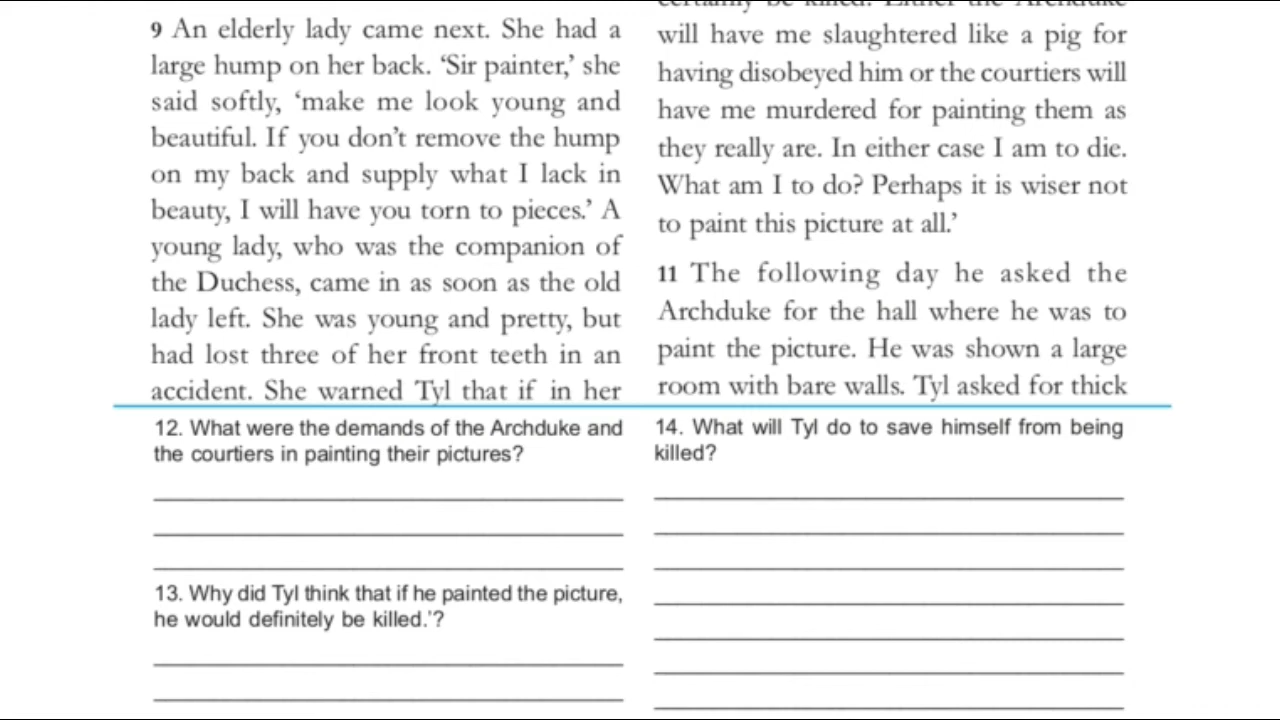 9 An elderly lady came next. She had a
large hump on her back. ‘Sir painter,’ she
said softly, ‘make me look young and
beautiful. If you don’t remove the hump
on my back and supply what I lack in
beauty, I will have you torn to pieces.’ A
young lady, who was the companion of
the Duchess, came in as soon as the old
lady left. She was young and pretty, but
had lost three of her front teeth in an
accident. She warned Tyl that if in her
certainly be killed. Either the Archduke
will have me slaughtered like a pig for
having disobeyed him or the courtiers will
have me murdered for painting them as
they really are. In either case I am to die.
What am I to do? Perhaps it is wiser not
to paint this picture at all.’
11 The following day he asked the
Archduke for the hall where he was to
paint the picture. He was shown a large
room with bare walls. Tyl asked for thick
12. What were the demands of the Archduke and
the courtiers in painting their pictures?
13. Why did Tyl think that if he painted the picture,
he would definitely be killed.’?
14. What will Tyl do to save himself from being
killed?